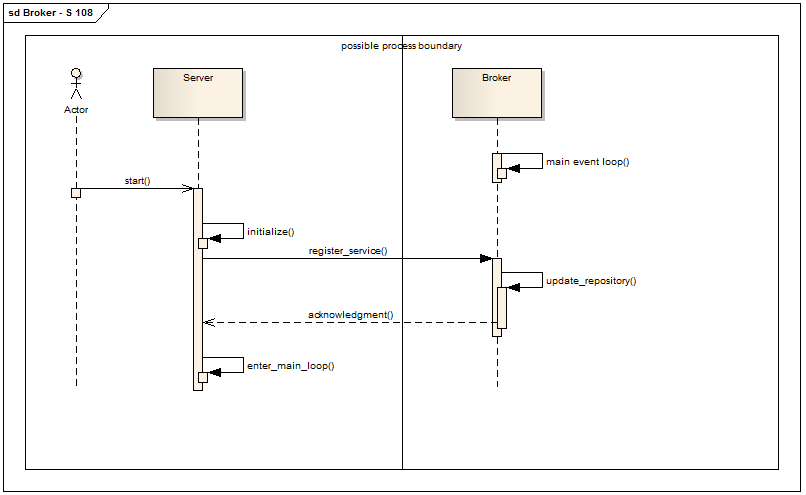 sd Broker - S 108
possible process boundary
Server
Broker
Actor
main event loop()
start()
initialize()
register_service()
update_repository()
acknowledgment()
enter_main_loop()